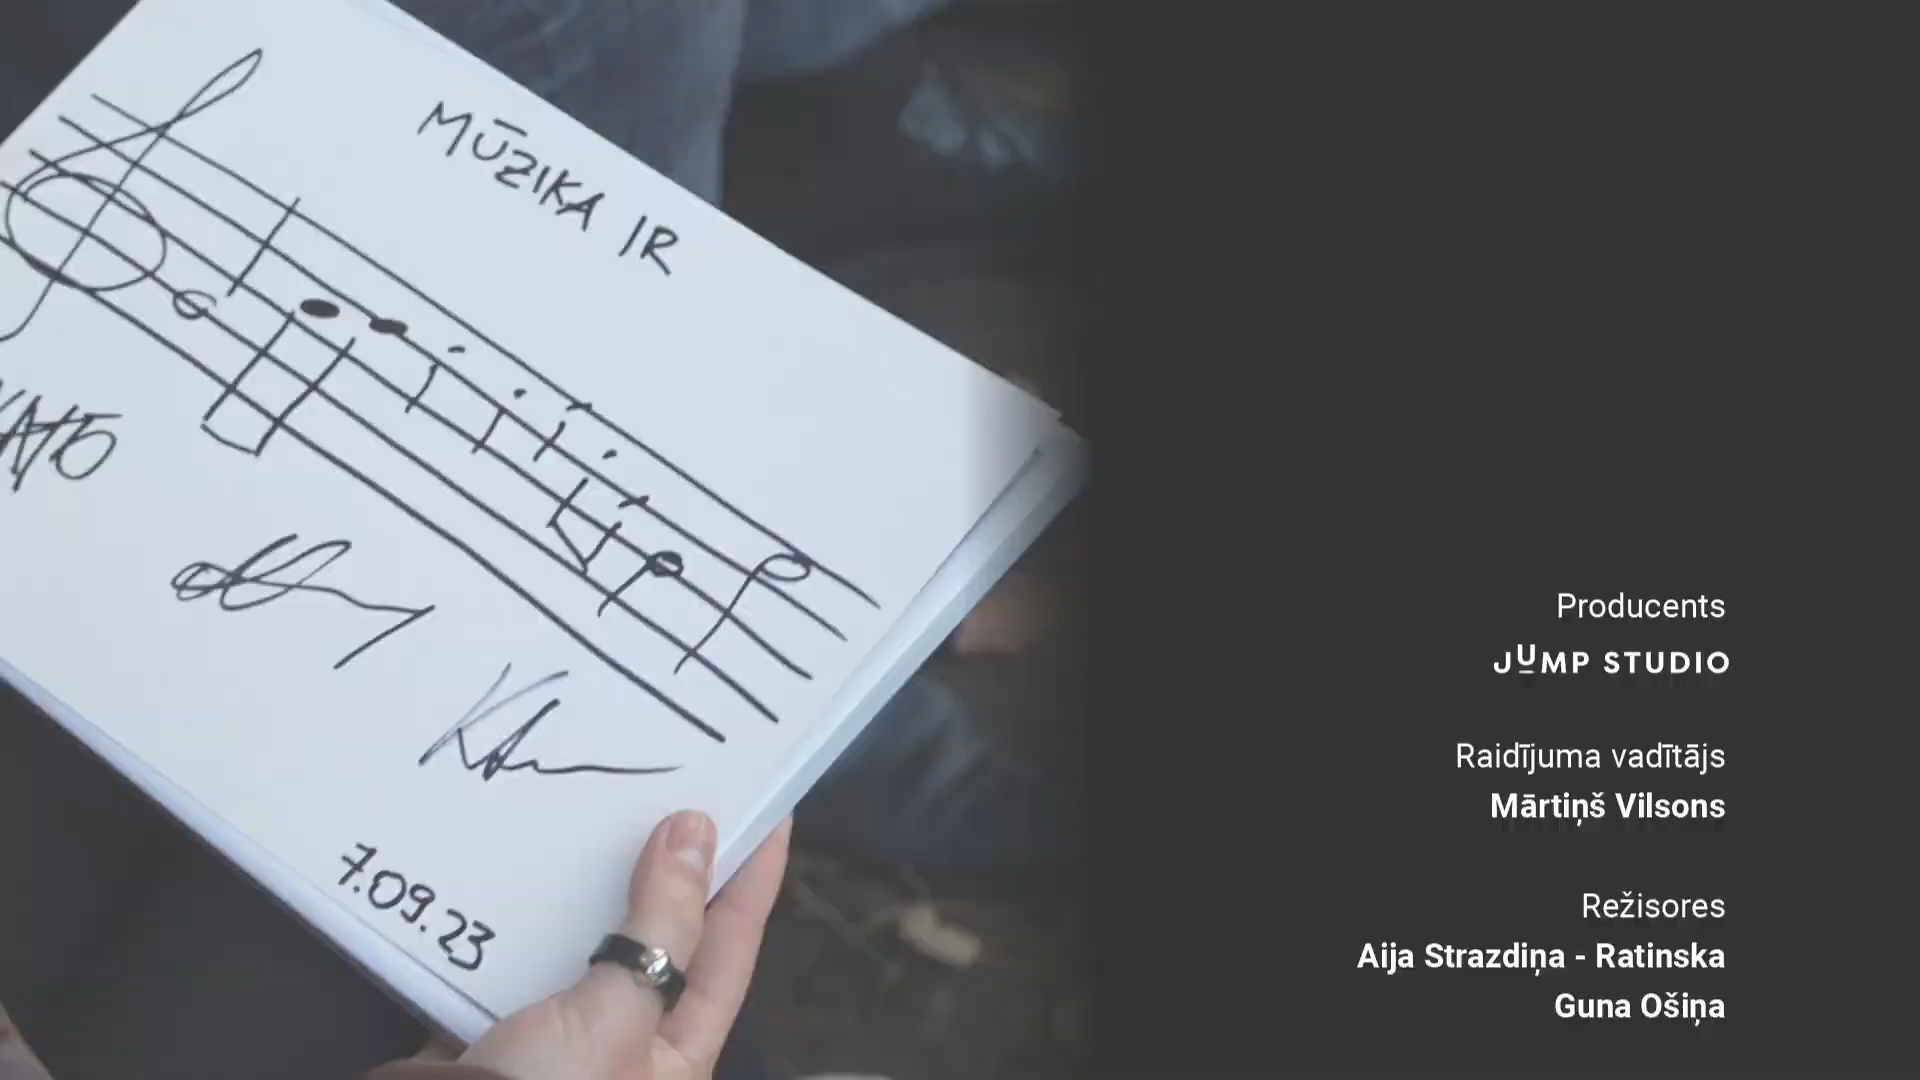 MŪZIKA IR
7.09.23
Producents
JUMP STUDIO
Raidījuma vadītājs
Mārtiņš Vilsons
Režisores
Aija Strazdiņa - Ratinska
Guna Ošiņa